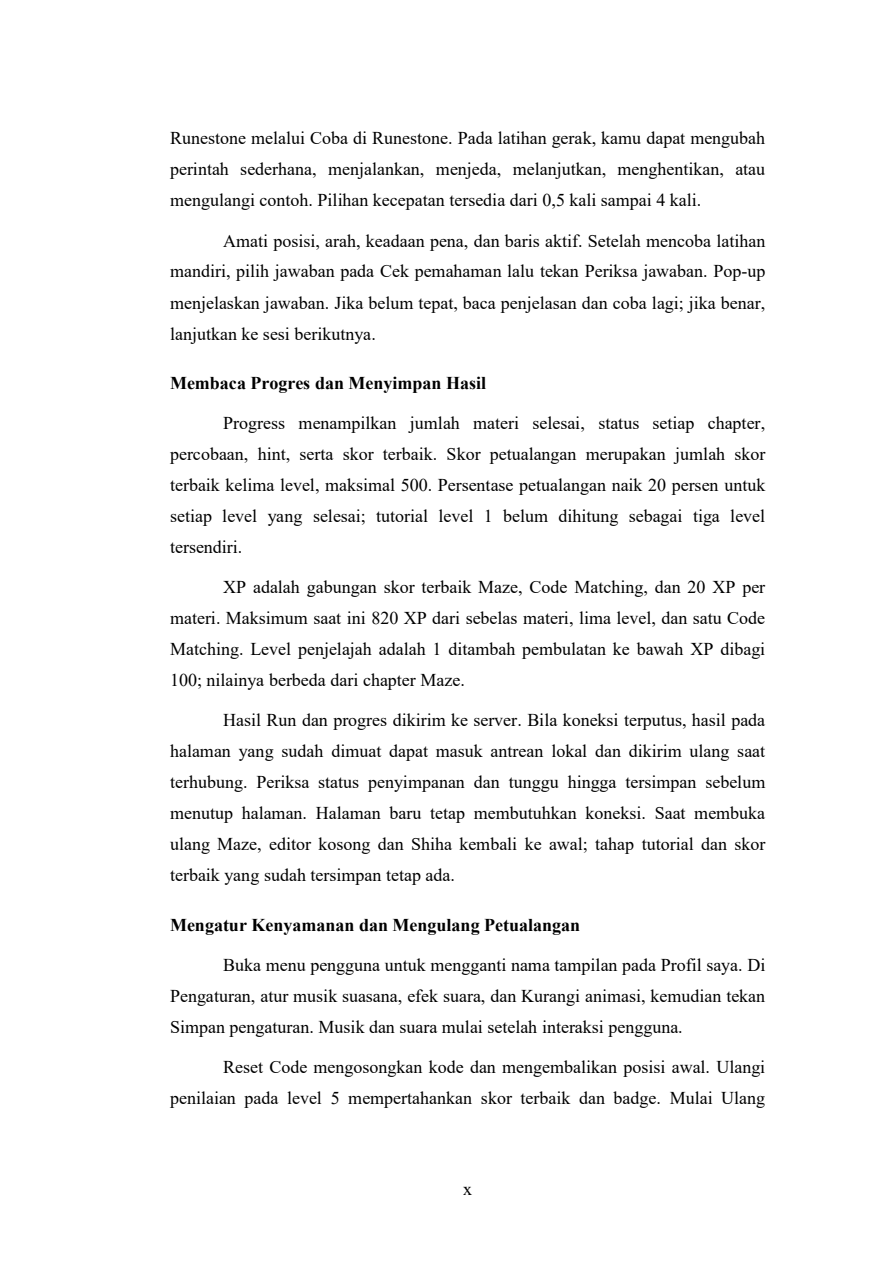 Runestone melalui Coba di Runestone. Pada latihan gerak, kamu dapat mengubah
perintah sederhana, menjalankan, menjeda, melanjutkan, menghentikan, atau
mengulangi contoh. Pilihan kecepatan tersedia dari 0,5 kali sampai 4 kali.
Amati posisi, arah, keadaan pena, dan baris aktif. Setelah mencoba latihan
mandiri, pilih jawaban pada Cek pemahaman lalu tekan Periksa jawaban. Pop-up
menjelaskan jawaban. Jika belum tepat, baca penjelasan dan coba lagi; jika benar,
lanjutkan ke sesi berikutnya.
Membaca Progres dan Menyimpan Hasil
Progress menampilkan jumlah materi selesai, status setiap chapter,
percobaan, hint, serta skor terbaik. Skor petualangan merupakan jumlah skor
terbaik kelima level, maksimal 500. Persentase petualangan naik 20 persen untuk
setiap level yang selesai; tutorial level 1 belum dihitung sebagai tiga level
tersendiri.
XP adalah gabungan skor terbaik Maze, Code Matching, dan 20 XP per
materi. Maksimum saat ini 820 XP dari sebelas materi, lima level, dan satu Code
Matching. Level penjelajah adalah 1 ditambah pembulatan ke bawah XP dibagi
100; nilainya berbeda dari chapter Maze.
Hasil Run dan progres dikirim ke server. Bila koneksi terputus, hasil pada
halaman yang sudah dimuat dapat masuk antrean lokal dan dikirim ulang saat
terhubung. Periksa status penyimpanan dan tunggu hingga tersimpan sebelum
menutup halaman. Halaman baru tetap membutuhkan koneksi. Saat membuka
ulang Maze, editor kosong dan Shiha kembali ke awal; tahap tutorial dan skor
terbaik yang sudah tersimpan tetap ada.
Mengatur Kenyamanan dan Mengulang Petualangan
Buka menu pengguna untuk mengganti nama tampilan pada Profil saya. Di
Pengaturan, atur musik suasana, efek suara, dan Kurangi animasi, kemudian tekan
Simpan pengaturan. Musik dan suara mulai setelah interaksi pengguna.
Reset Code mengosongkan kode dan mengembalikan posisi awal. Ulangi
penilaian pada level 5 mempertahankan skor terbaik dan badge. Mulai Ulang
x